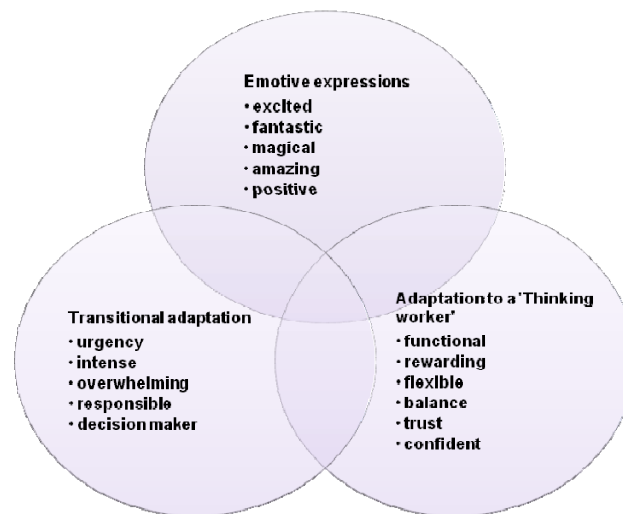 Emotive expressions
• excited
• fantastic
• magical
• amazing
• positive
Transitional adaptation
• urgency
• intense
• overwhelming
• responsible
• decision maker
Adaptation to a 'Thinking
worker'
• functional
• rewarding
• flexible
• balance
• trust
• confident